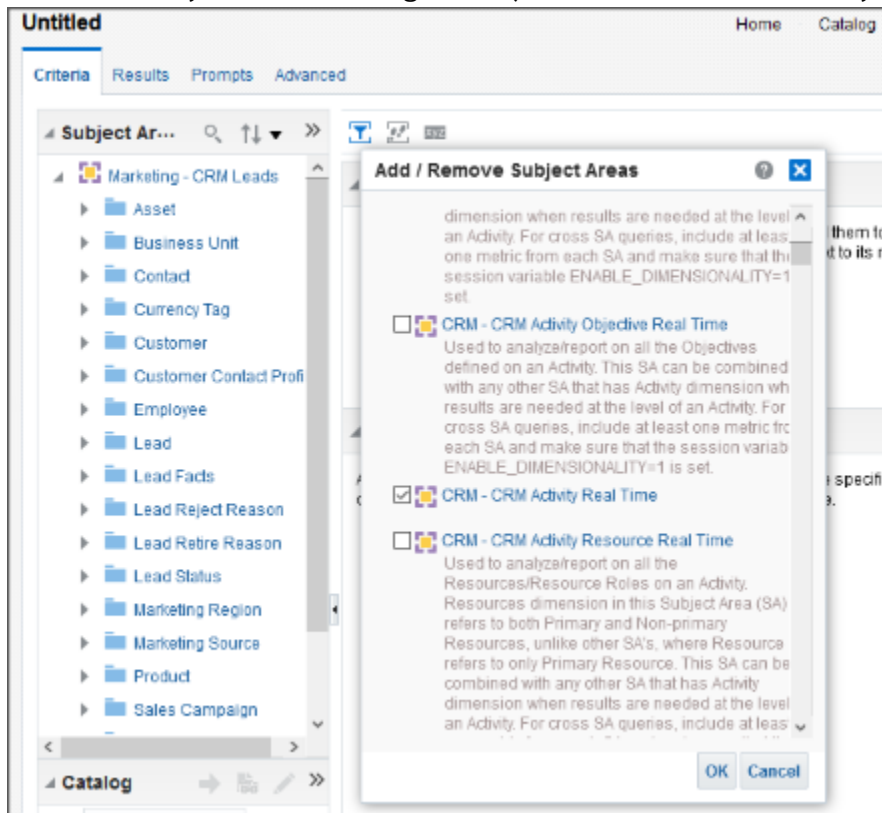 Untitled
Home Catalog
Criteria Results Prompts Advanced
Subject Ar...
Marketing - CRM Leads
Asset
Business Unit
Contact
Currency Tag
Customer
Customer Contact Profi
Employee
Lead
Lead Facts
Lead Reject Reason
Lead Retire Reason
Lead Status
Marketing Region
Marketing Source
Product
Sales Campaign
Catalog
Add / Remove Subject Areas
dimension when results are needed at the level
an Activity. For cross SA queries, include at leas
one metric from each SA and make sure that the
session variable ENABLE_DIMENSIONALITY=1
set.
CRM - CRM Activity Objective Real Time
Used to analyze/report on all the Objectives
defined on an Activity. This SA can be combined
with any other SA that has Activity dimension wh
results are needed at the level of an Activity. For
cross SA queries, include at least one metric frc
each SA and make sure that the session variab
ENABLE_DIMENSIONALITY=1 is set.
CRM - CRM Activity Real Time
CRM - CRM Activity Resource Real Time
Used to analyze/report on all the
Resources/Resource Roles on an Activity.
Resources dimension in this Subject Area (SA)
refers to both Primary and Non-primary
Resources, unlike other SA's, where Resource
refers to only Primary Resource. This SA can be
combined with any other SA that has Activity
dimension when results are needed at the level
an Activity. For cross SA queries, include at leas
OK Cancel
them to
xt to its
specifi